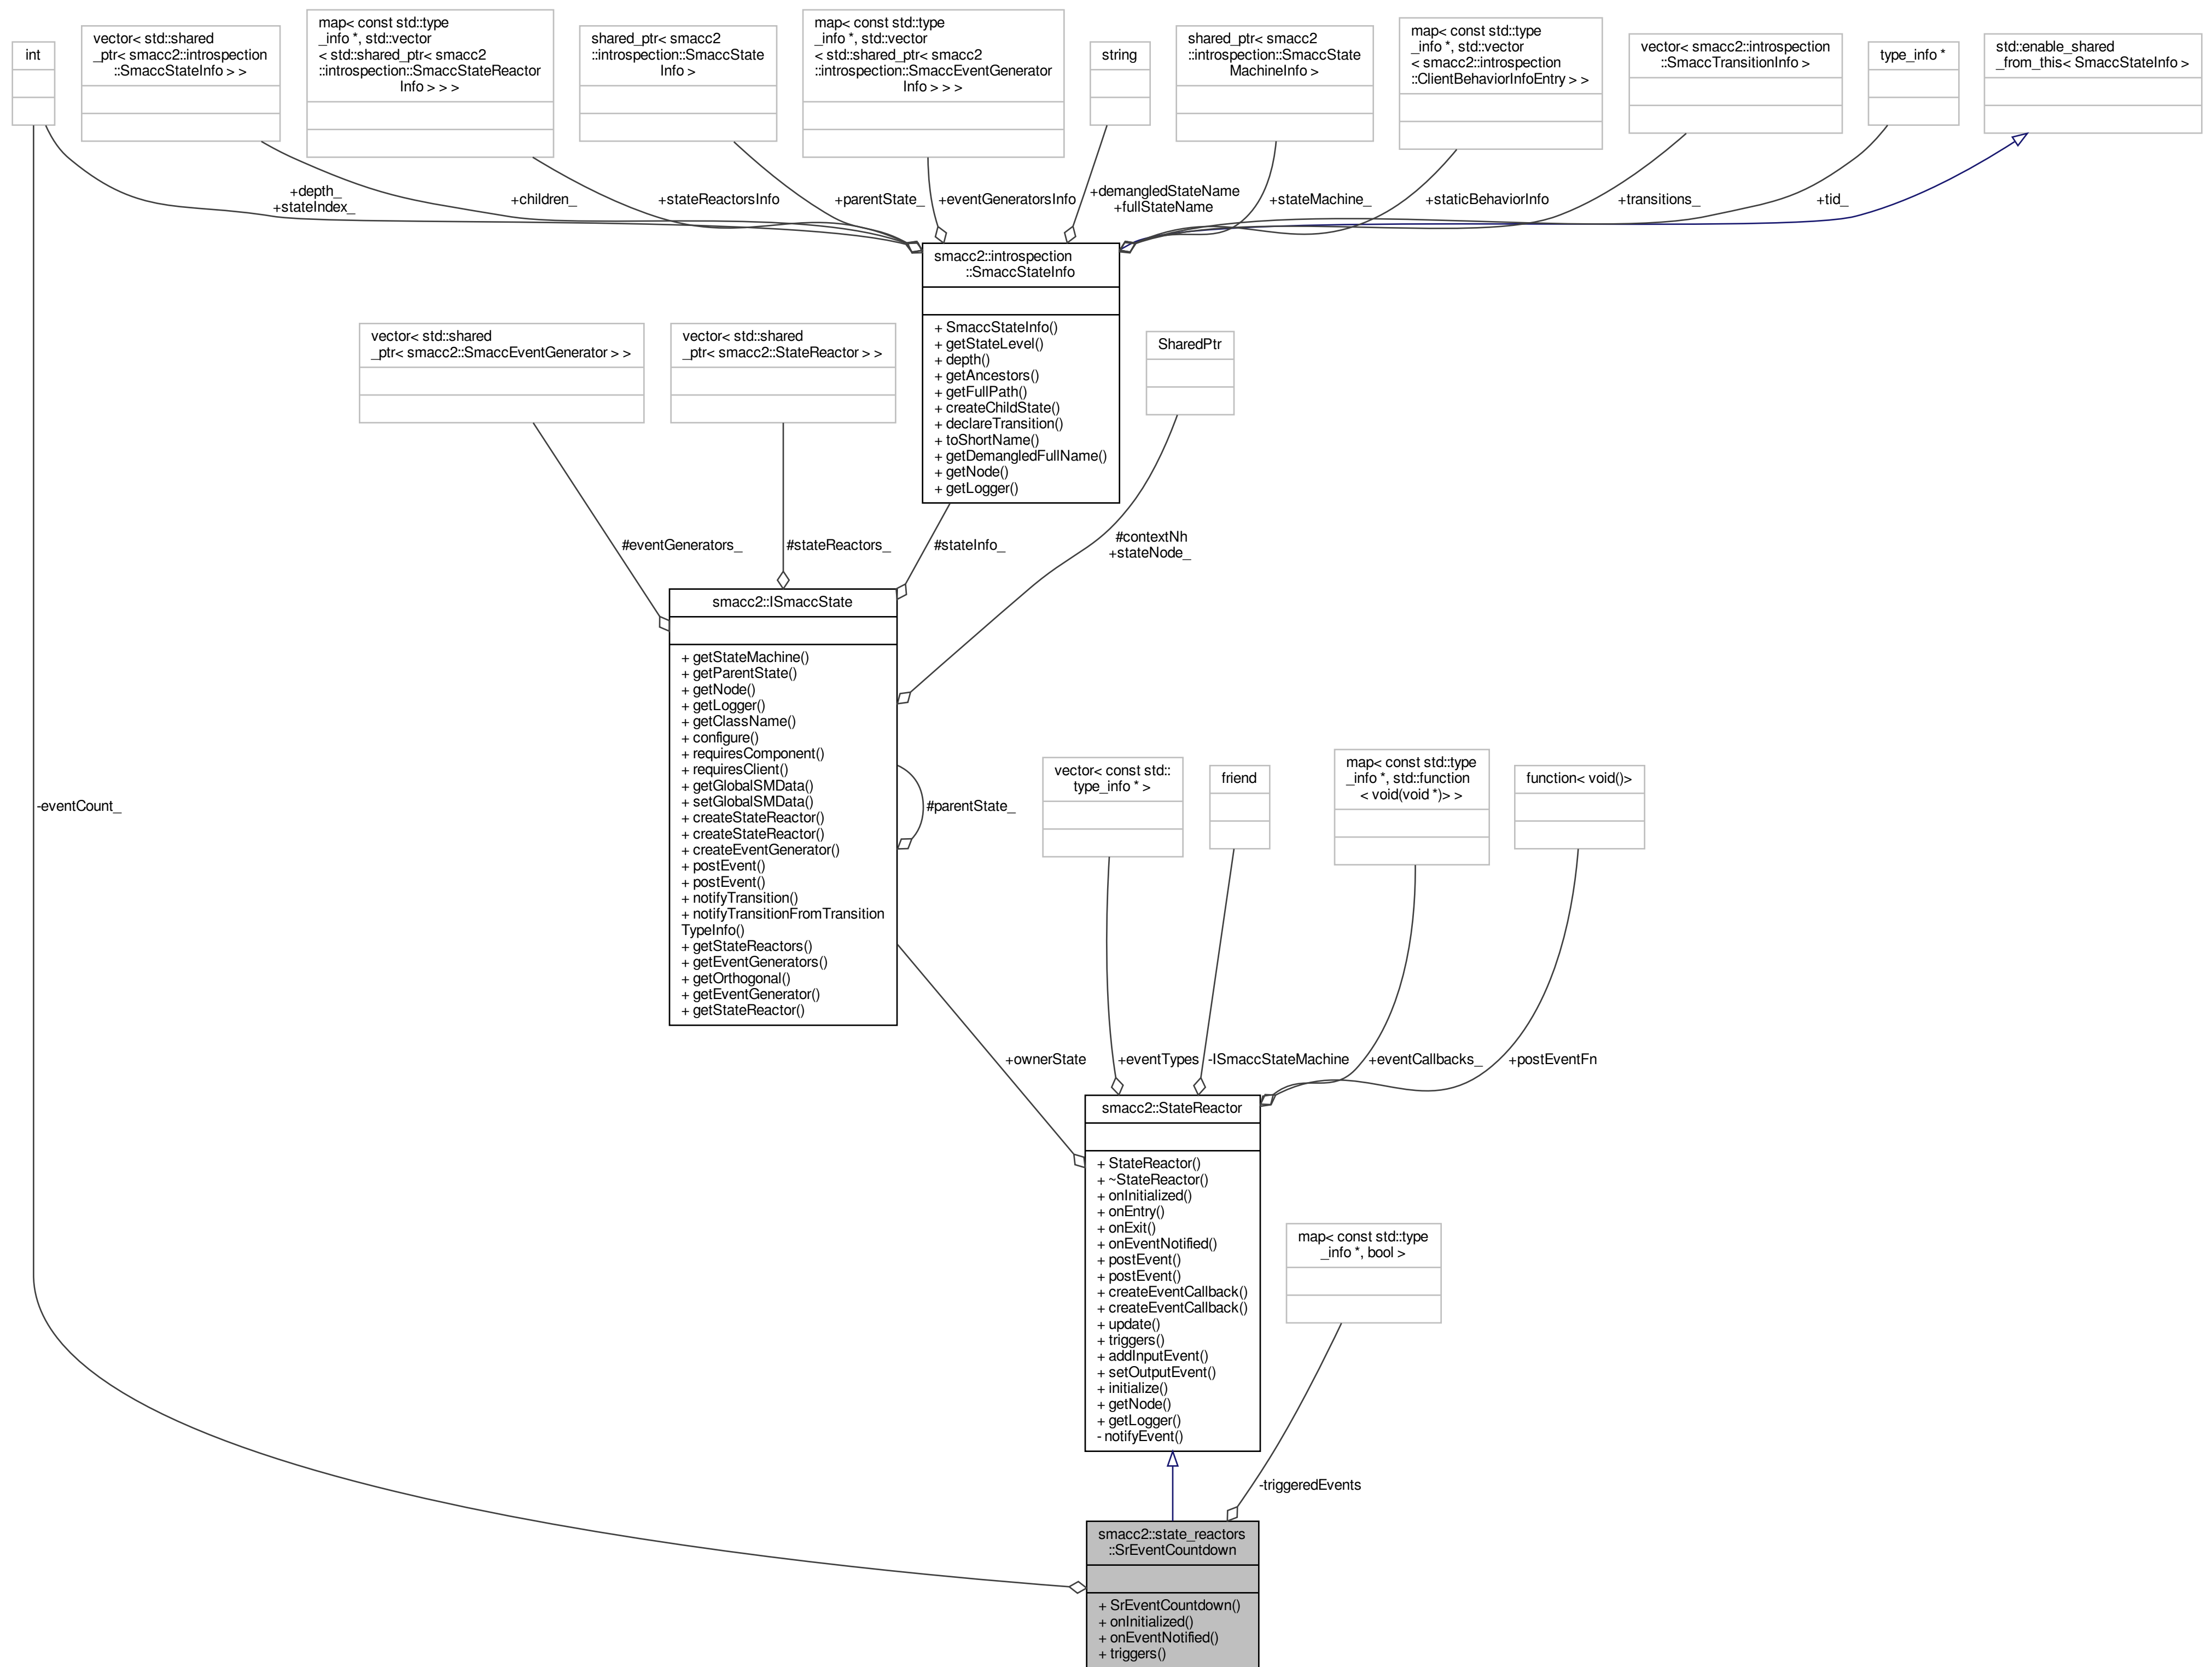 int
vector< std::shared
_ptr< smacc2::introspection
::SmaccStateInfo > >
map< const std::type
_info *, std::vector
< std::shared_ptr< smacc2
::introspection::SmaccStateReactor
Info > > >
shared_ptr< smacc2
::introspection::SmaccState
Info >
map< const std::type
_info *, std::vector
< std::shared_ptr< smacc2
::introspection::SmaccEventGenerator
Info > > >
string
shared_ptr< smacc2
::introspection::SmaccState
MachineInfo >
map< const std::type
_info *, std::vector
< smacc2::introspection
::ClientBehaviorInfoEntry > >
vector< smacc2::introspection
::SmaccTransitionInfo >
type_info *
std::enable_shared
_from_this< SmaccStateInfo >
+depth_
+stateIndex_
+children_
+stateReactorsInfo
+parentState_
+eventGeneratorsInfo
+demangledStateName
+fullStateName
+stateMachine_
+staticBehaviorInfo
+transitions_
+tid_
smacc2::introspection
::SmaccStateInfo
+ SmaccStateInfo()
+ getStateLevel()
+ depth()
+ getAncestors()
+ getFullPath()
+ createChildState()
+ declareTransition()
+ toShortName()
+ getDemangledFullName()
+ getNode()
+ getLogger()
vector< std::shared
_ptr< smacc2::SmaccEventGenerator > >
vector< std::shared
_ptr< smacc2::StateReactor > >
SharedPtr
#eventGenerators_
#stateReactors_
#stateInfo_
#contextNh
+stateNode_
smacc2::ISmaccState
+ getStateMachine()
+ getParentState()
+ getNode()
+ getLogger()
+ getClassName()
+ configure()
+ requiresComponent()
+ requiresClient()
+ getGlobalSMData()
+ setGlobalSMData()
+ createStateReactor()
+ createStateReactor()
+ createEventGenerator()
+ postEvent()
+ postEvent()
+ notifyTransition()
+ notifyTransitionFromTransition
TypeInfo()
+ getStateReactors()
+ getEventGenerators()
+ getOrthogonal()
+ getEventGenerator()
+ getStateReactor()
#parentState_
-eventCount_
vector< const std::
type_info * >
friend
map< const std::type
_info *, std::function
< void(void *)> >
function< void()>
+ownerState
+eventTypes
-ISmaccStateMachine
+eventCallbacks_
+postEventFn
smacc2::StateReactor
+ StateReactor()
+ ~StateReactor()
+ onInitialized()
+ onEntry()
+ onExit()
+ onEventNotified()
+ postEvent()
+ postEvent()
+ createEventCallback()
+ createEventCallback()
+ update()
+ triggers()
+ addInputEvent()
+ setOutputEvent()
+ initialize()
+ getNode()
+ getLogger()
- notifyEvent()
map< const std::type
_info *, bool >
-triggeredEvents
smacc2::state_reactors
::SrEventCountdown
+ SrEventCountdown()
+ onInitialized()
+ onEventNotified()
+ triggers()